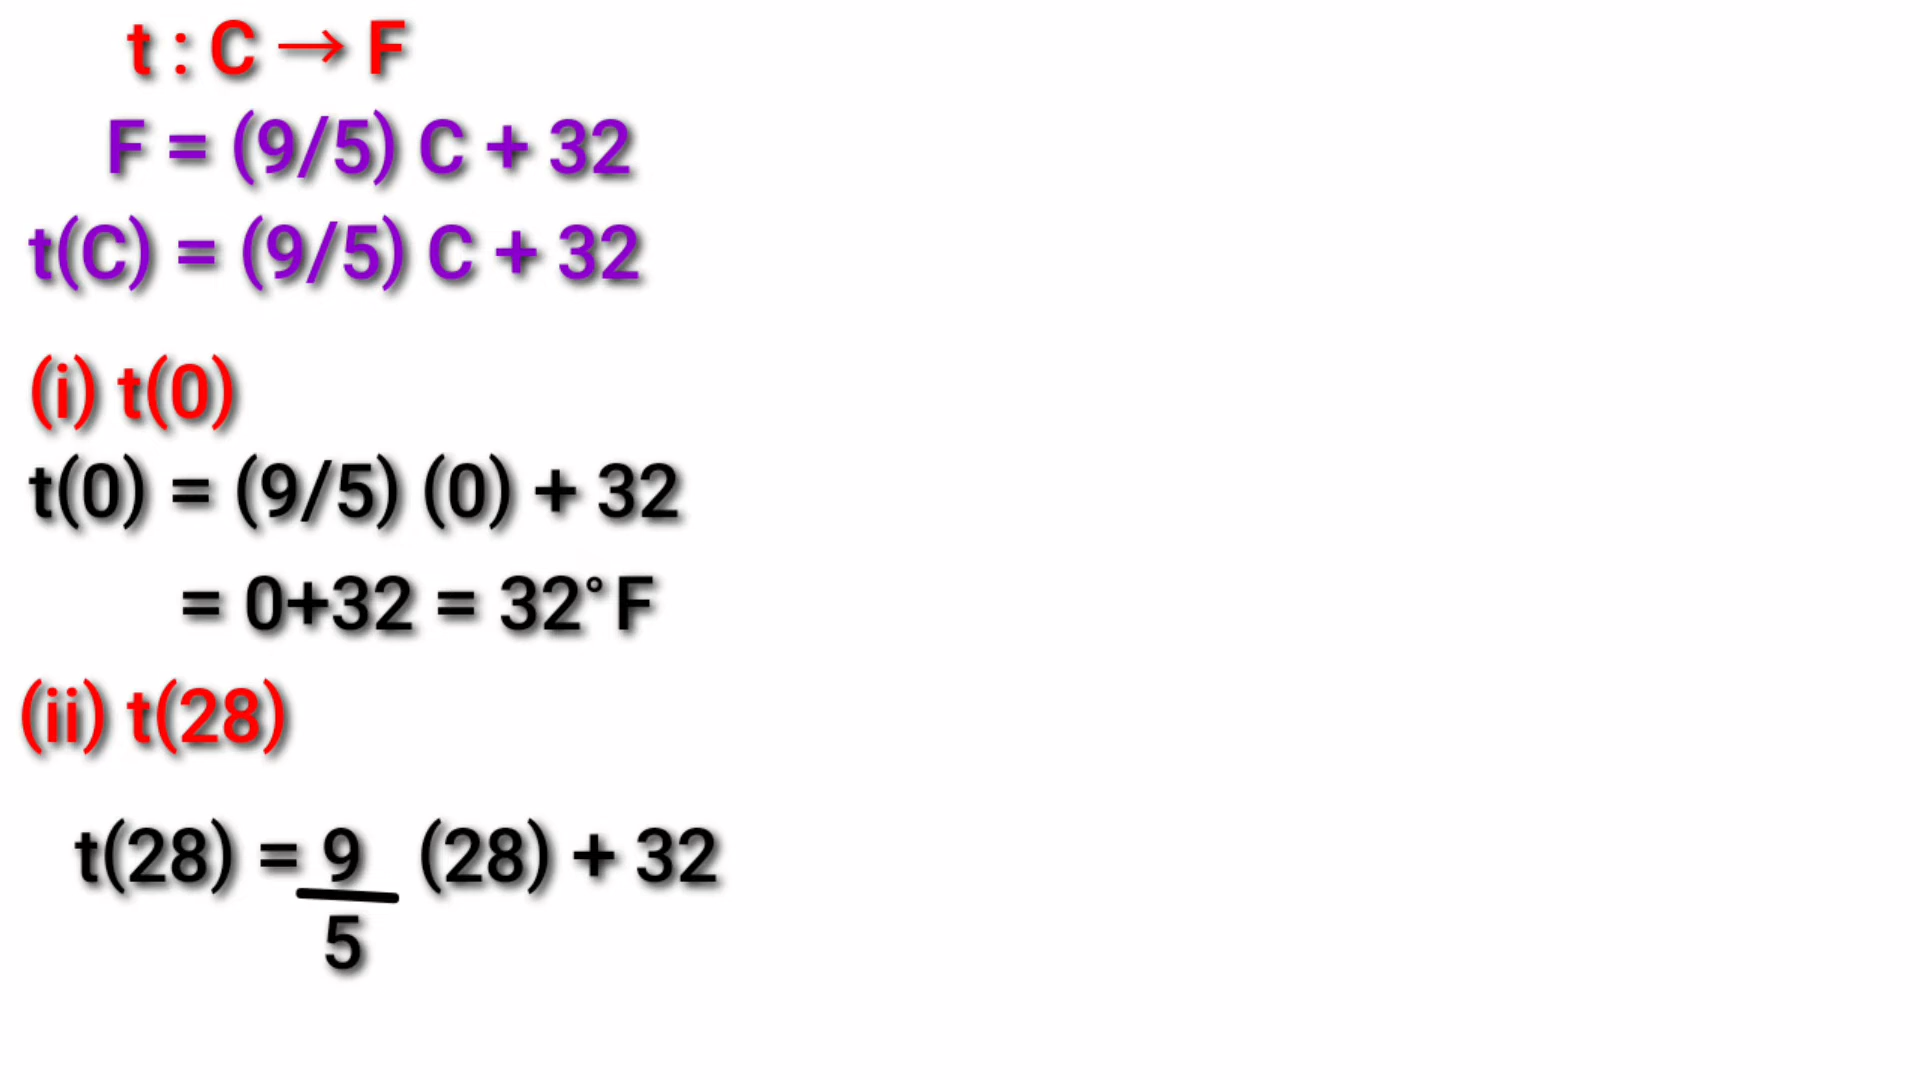 t : C → F
F = (9/5) C + 32
t(C) = (9/5) C + 32
(i) t(0)
t(0) = (9/5) (0) + 32
= 0+32 = 32°F
(ii) t(28)
t(28) = 9 (28) + 32
5